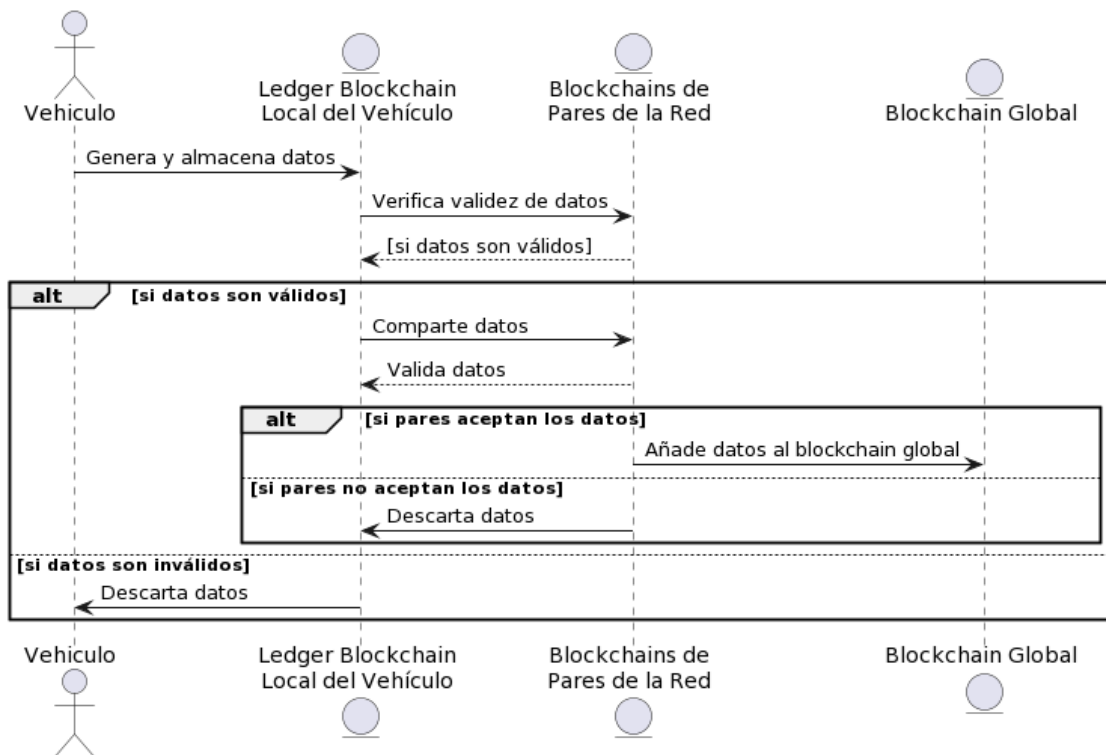 Vehiculo
Ledger Blockchain
Local del Vehículo
Blockchains de
Pares de la Red
Blockchain Global
Genera y almacena datos
Verifica validez de datos
[si datos son válidos]
alt [si datos son válidos]
Comparte datos
Valida datos
alt [si pares aceptan los datos]
Añade datos al blockchain global
[si pares no aceptan los datos]
Descarta datos
[si datos son inválidos]
Descarta datos
Vehiculo
Ledger Blockchain
Local del Vehículo
Blockchains de
Pares de la Red
Blockchain Global